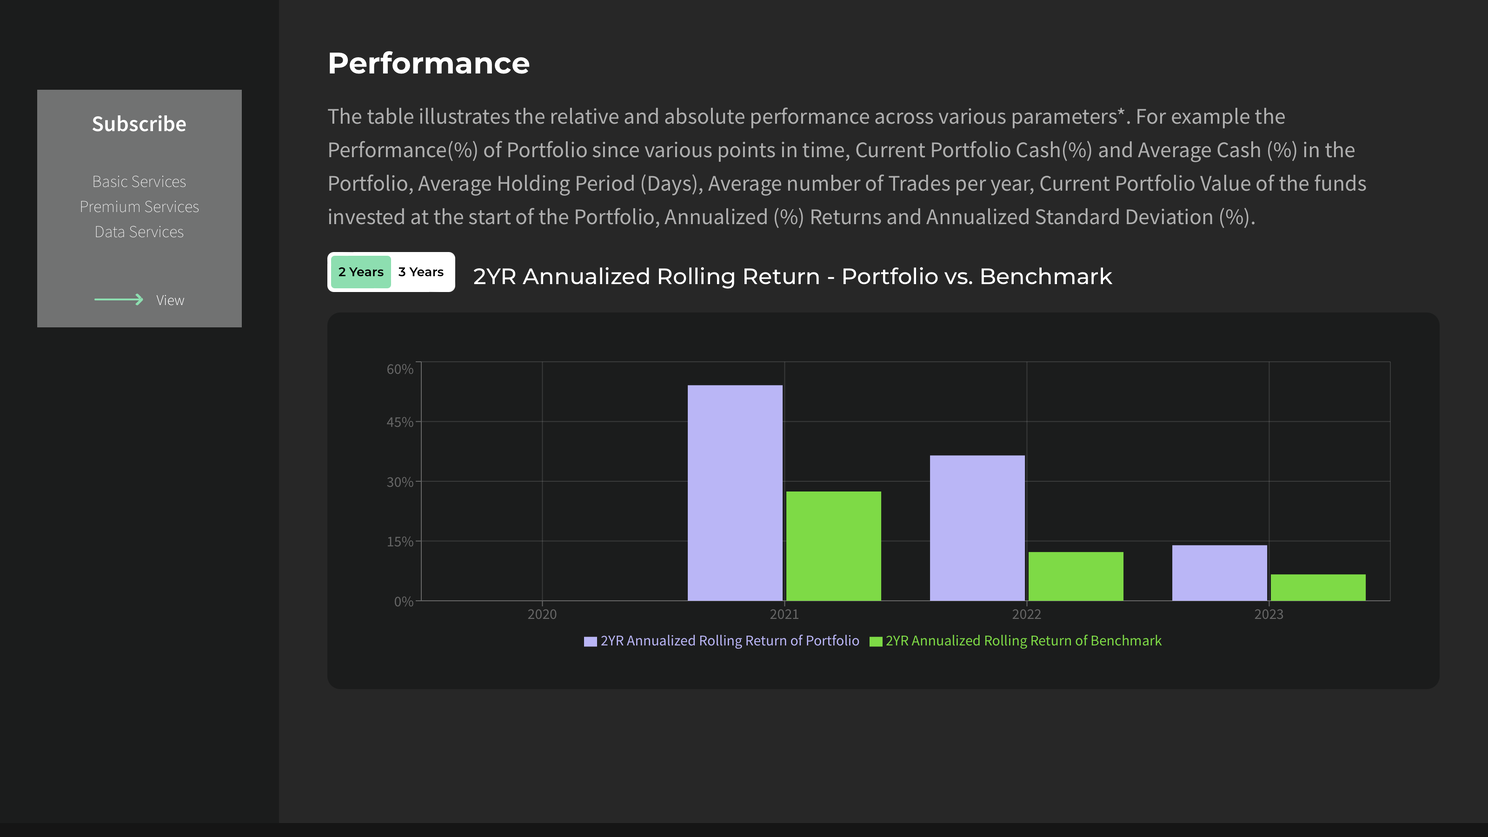 Subscribe
Basic Services
Premium Services
Data Services
View
Performance
The table illustrates the relative and absolute performance across various parameters*. For example the
Performance(%) of Portfolio since various points in time, Current Portfolio Cash(%) and Average Cash (%) in the
Portfolio, Average Holding Period (Days), Average number of Trades per year, Current Portfolio Value of the funds
invested at the start of the Portfolio, Annualized (%) Returns and Annualized Standard Deviation (%).
2 Years 3 Years
2YR Annualized Rolling Return - Portfolio vs. Benchmark
60%
45%
30%
15%
0%
2020 2021 2022 2023
2YR Annualized Rolling Return of Portfolio 2YR Annualized Rolling Return of Benchmark